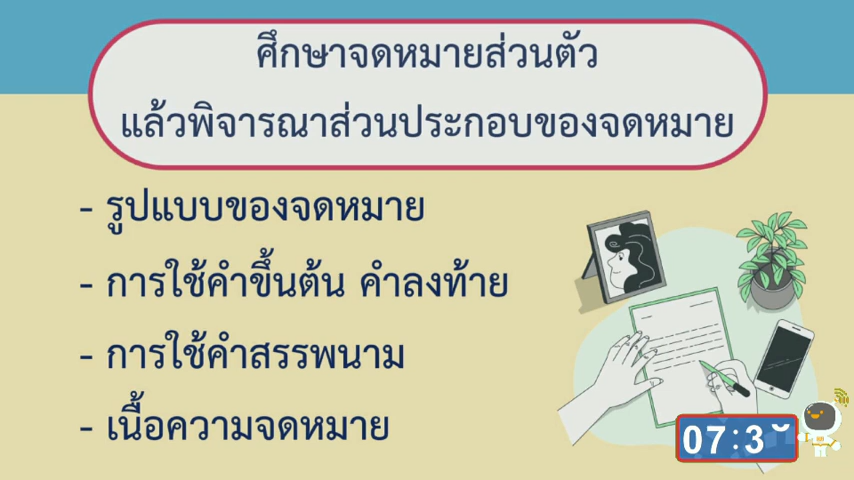 ศึกษาจดหมายส่วนตัว
แล้วพิจารณาส่วนประกอบของจดหมาย
- รูปแบบของจดหมาย
- การใช้คำขึ้นต้น คำลงท้าย
- การใช้คำสรรพนาม
- เนื้อความจดหมาย
07:3